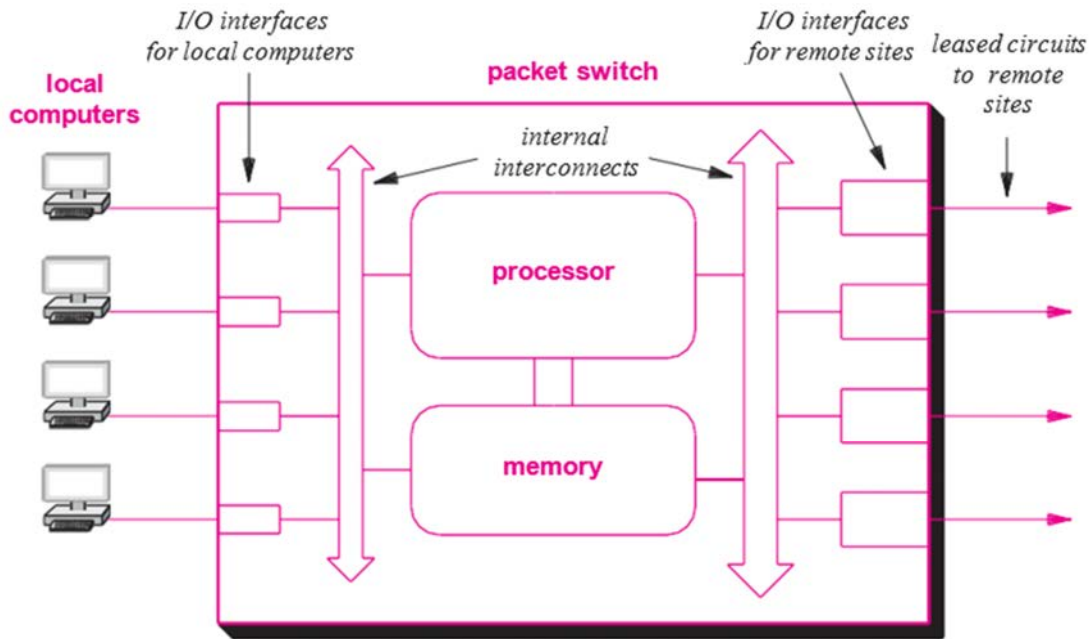 I/O interfaces
for local computers
I/O interfaces
for remote sites
leased circuits
to remote
sites
packet switch
local
computers
internal
interconnects
processor
memory